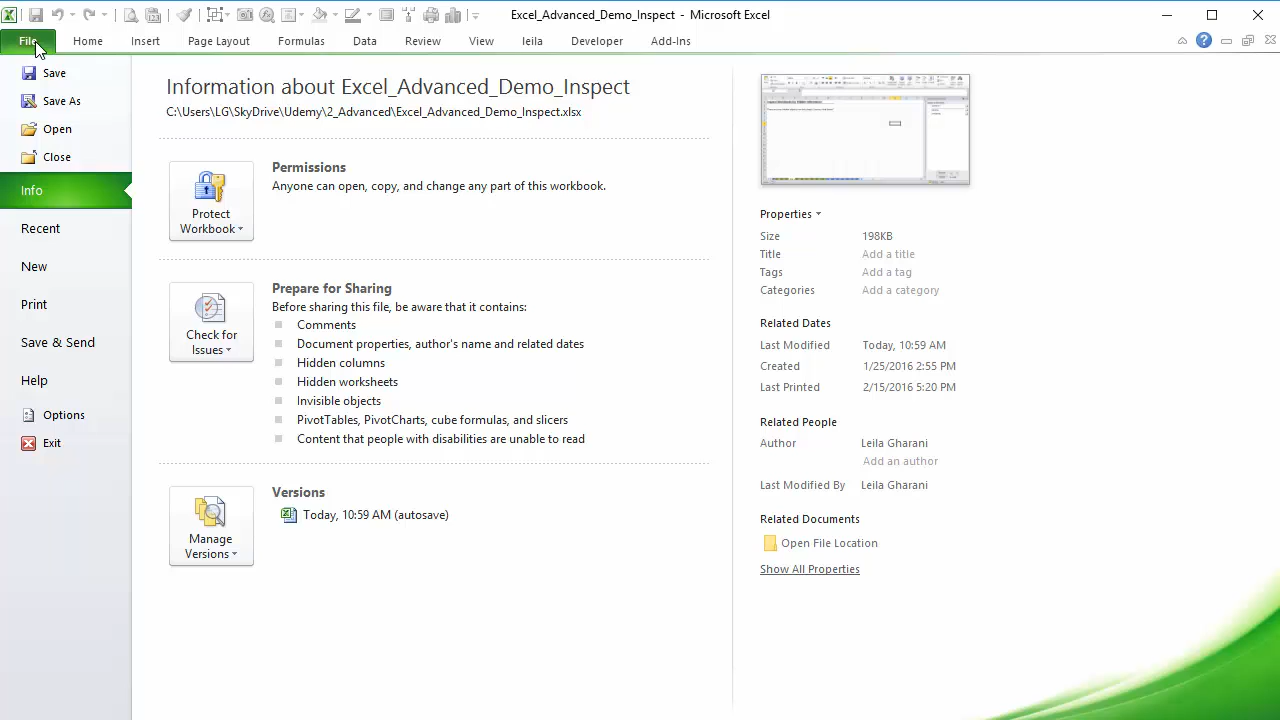 Excel_Advanced_Demo_Inspect - Microsoft Excel
File Home Insert Page Layout Formulas Data Review View leila Developer Add-Ins
Save
Save As
Open
Close
Info
Recent
New
Print
Save & Send
Help
Options
Exit
Information about Excel_Advanced_Demo_Inspect
Permissions
Anyone can open, copy, and change any part of this workbook.
Protect
Workbook
Prepare for Sharing
Before sharing this file, be aware that it contains:
Comments
Document properties, author's name and related dates
Hidden columns
Hidden worksheets
Invisible objects
PivotTables, PivotCharts, cube formulas, and slicers
Content that people with disabilities are unable to read
Check for
Issues
Versions
Today, 10:59 AM (autosave)
Manage
Versions
Properties
Size 198KB
Title Add a title
Tags Add a tag
Categories Add a category
Related Dates
Last Modified Today, 10:59 AM
Created 1/25/2016 2:55 PM
Last Printed 2/15/2016 5:20 PM
Related People
Author Leila Gharani
Add an author
Last Modified By Leila Gharani
Related Documents
Open File Location
Show All Properties